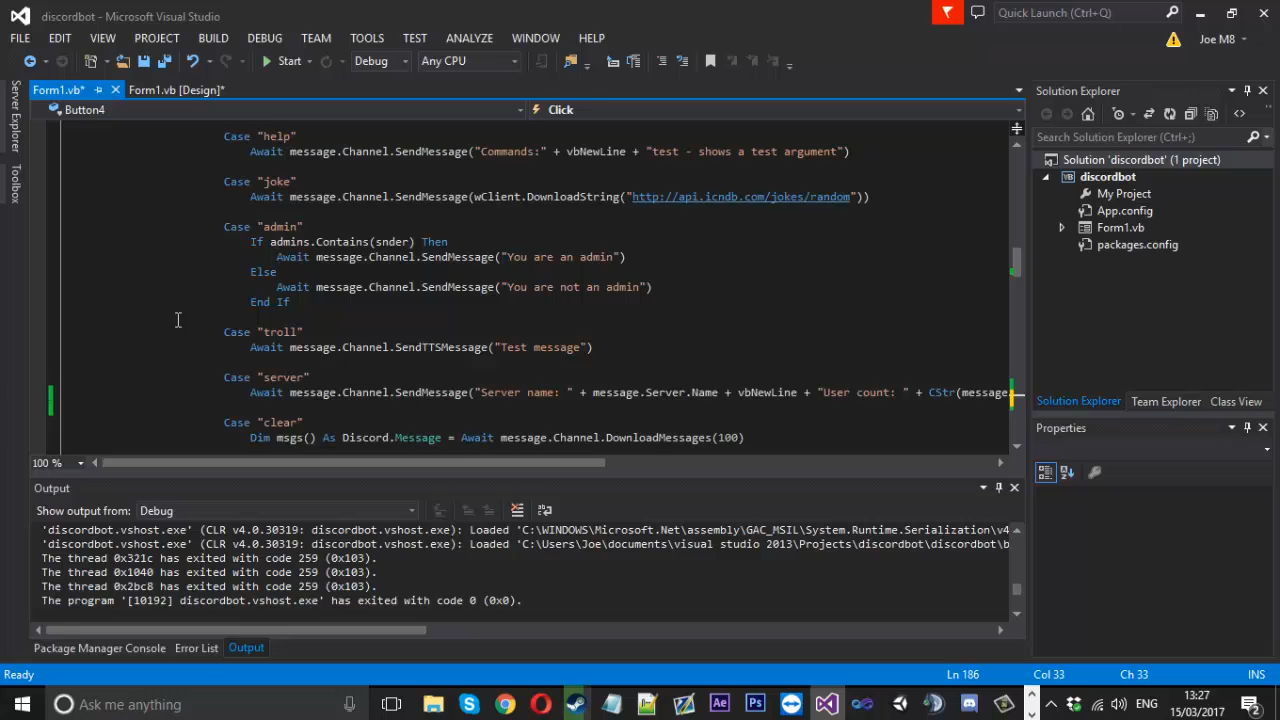 discordbot - Microsoft Visual Studio
Quick Launch (Ctrl+Q)
FILE EDIT VIEW PROJECT BUILD DEBUG TEAM TOOLS TEST ANALYZE WINDOW HELP
Joe M8
Start Debug Any CPU
Form1.vb* Form1.vb [Design]*
Server Explorer
Toolbox
Button4 Click
Case "help"
Await message.Channel.SendMessage("Commands:" + vbNewLine + "test - shows a test argument")
Case "joke"
Await message.Channel.SendMessage(wClient.DownloadString("http://api.icndb.com/jokes/random"))
Case "admin"
If admins.Contains(snder) Then
Await message.Channel.SendMessage("You are an admin")
Else
Await message.Channel.SendMessage("You are not an admin")
End If
Case "troll"
Await message.Channel.SendTTSMessage("Test message")
Case "server"
Await message.Channel.SendMessage("Server name: " + message.Server.Name + vbNewLine + "User count: " + CStr(message
Case "clear"
Dim msgs() As Discord.Message = Await message.Channel.DownloadMessages(100)
100 %
Solution Explorer
Search Solution Explorer (Ctrl+;)
Solution 'discordbot' (1 project)
VB discordbot
My Project
App.config
Form1.vb
packages.config
Solution Explorer Team Explorer Class View
Properties
Output
Show output from: Debug
'discordbot.vshost.exe' (CLR v4.0.30319: discordbot.vshost.exe): Loaded 'C:\WINDOWS\Microsoft.Net\assembly\GAC_MSIL\System.Runtime.Serialization\v4
'discordbot.vshost.exe' (CLR v4.0.30319: discordbot.vshost.exe): Loaded 'C:\Users\Joe\documents\visual studio 2013\Projects\discordbot\discordbot\b
The thread 0x321c has exited with code 259 (0x103).
The thread 0x1040 has exited with code 259 (0x103).
The thread 0x2bc8 has exited with code 259 (0x103).
The program '[10192] discordbot.vshost.exe' has exited with code 0 (0x0).
Package Manager Console Error List Output
Ready Ln 186 Col 33 Ch 33 INS
Ask me anything
Ae Ps
ENG
13:27
15/03/2017
2